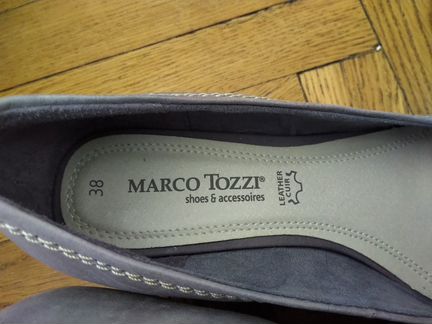 38
MARCO TOZZI®
shoes & accessoires
LEATHER
CUIR